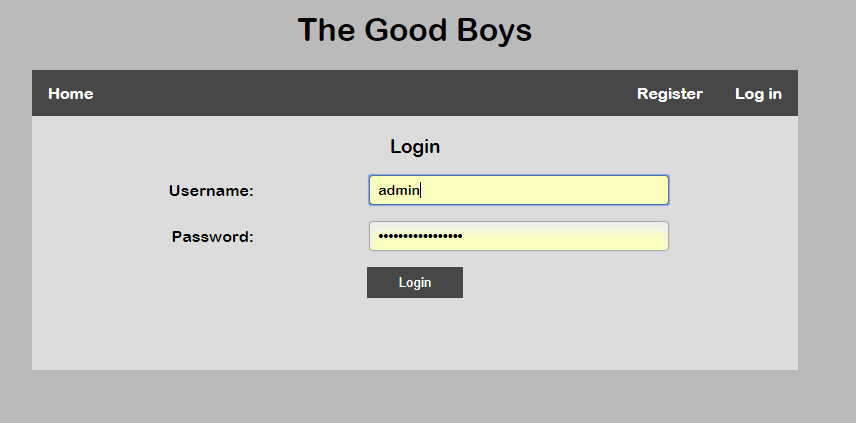 The Good Boys
Home Register Log in
Login
Username: admin
Password: •••••••••••••••••
Login